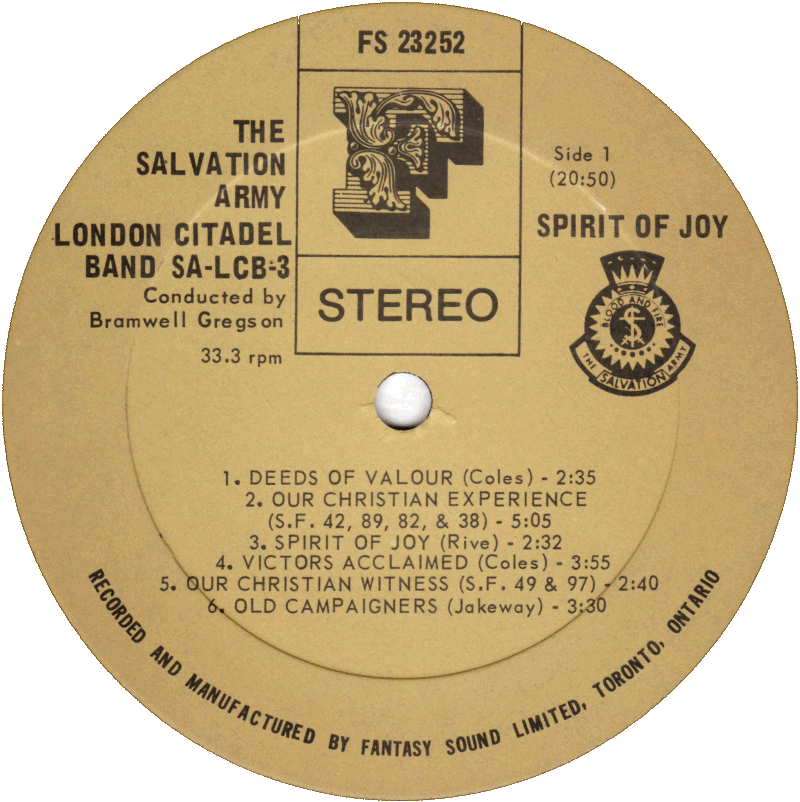 FS 23252
F
STEREO
THE
SALVATION
ARMY
LONDON CITADEL
BAND SA-LCB-3
Conducted by
Bramwell Gregson
33.3 rpm
Side 1
(20:50)
SPIRIT OF JOY
BLOOD AND FIRE
S
THE SALVATION ARMY
1. DEEDS OF VALOUR (Coles) - 2:35
2. OUR CHRISTIAN EXPERIENCE
(S.F. 42, 89, 82, & 38) - 5:05
3. SPIRIT OF JOY (Rive) - 2:32
4. VICTORS ACCLAIMED (Coles) - 3:55
5. OUR CHRISTIAN WITNESS (S.F. 49 & 97) - 2:40
6. OLD CAMPAIGNERS (Jakeway) - 3:30
RECORDED AND MANUFACTURED BY FANTASY SOUND LIMITED, TORONTO, ONTARIO